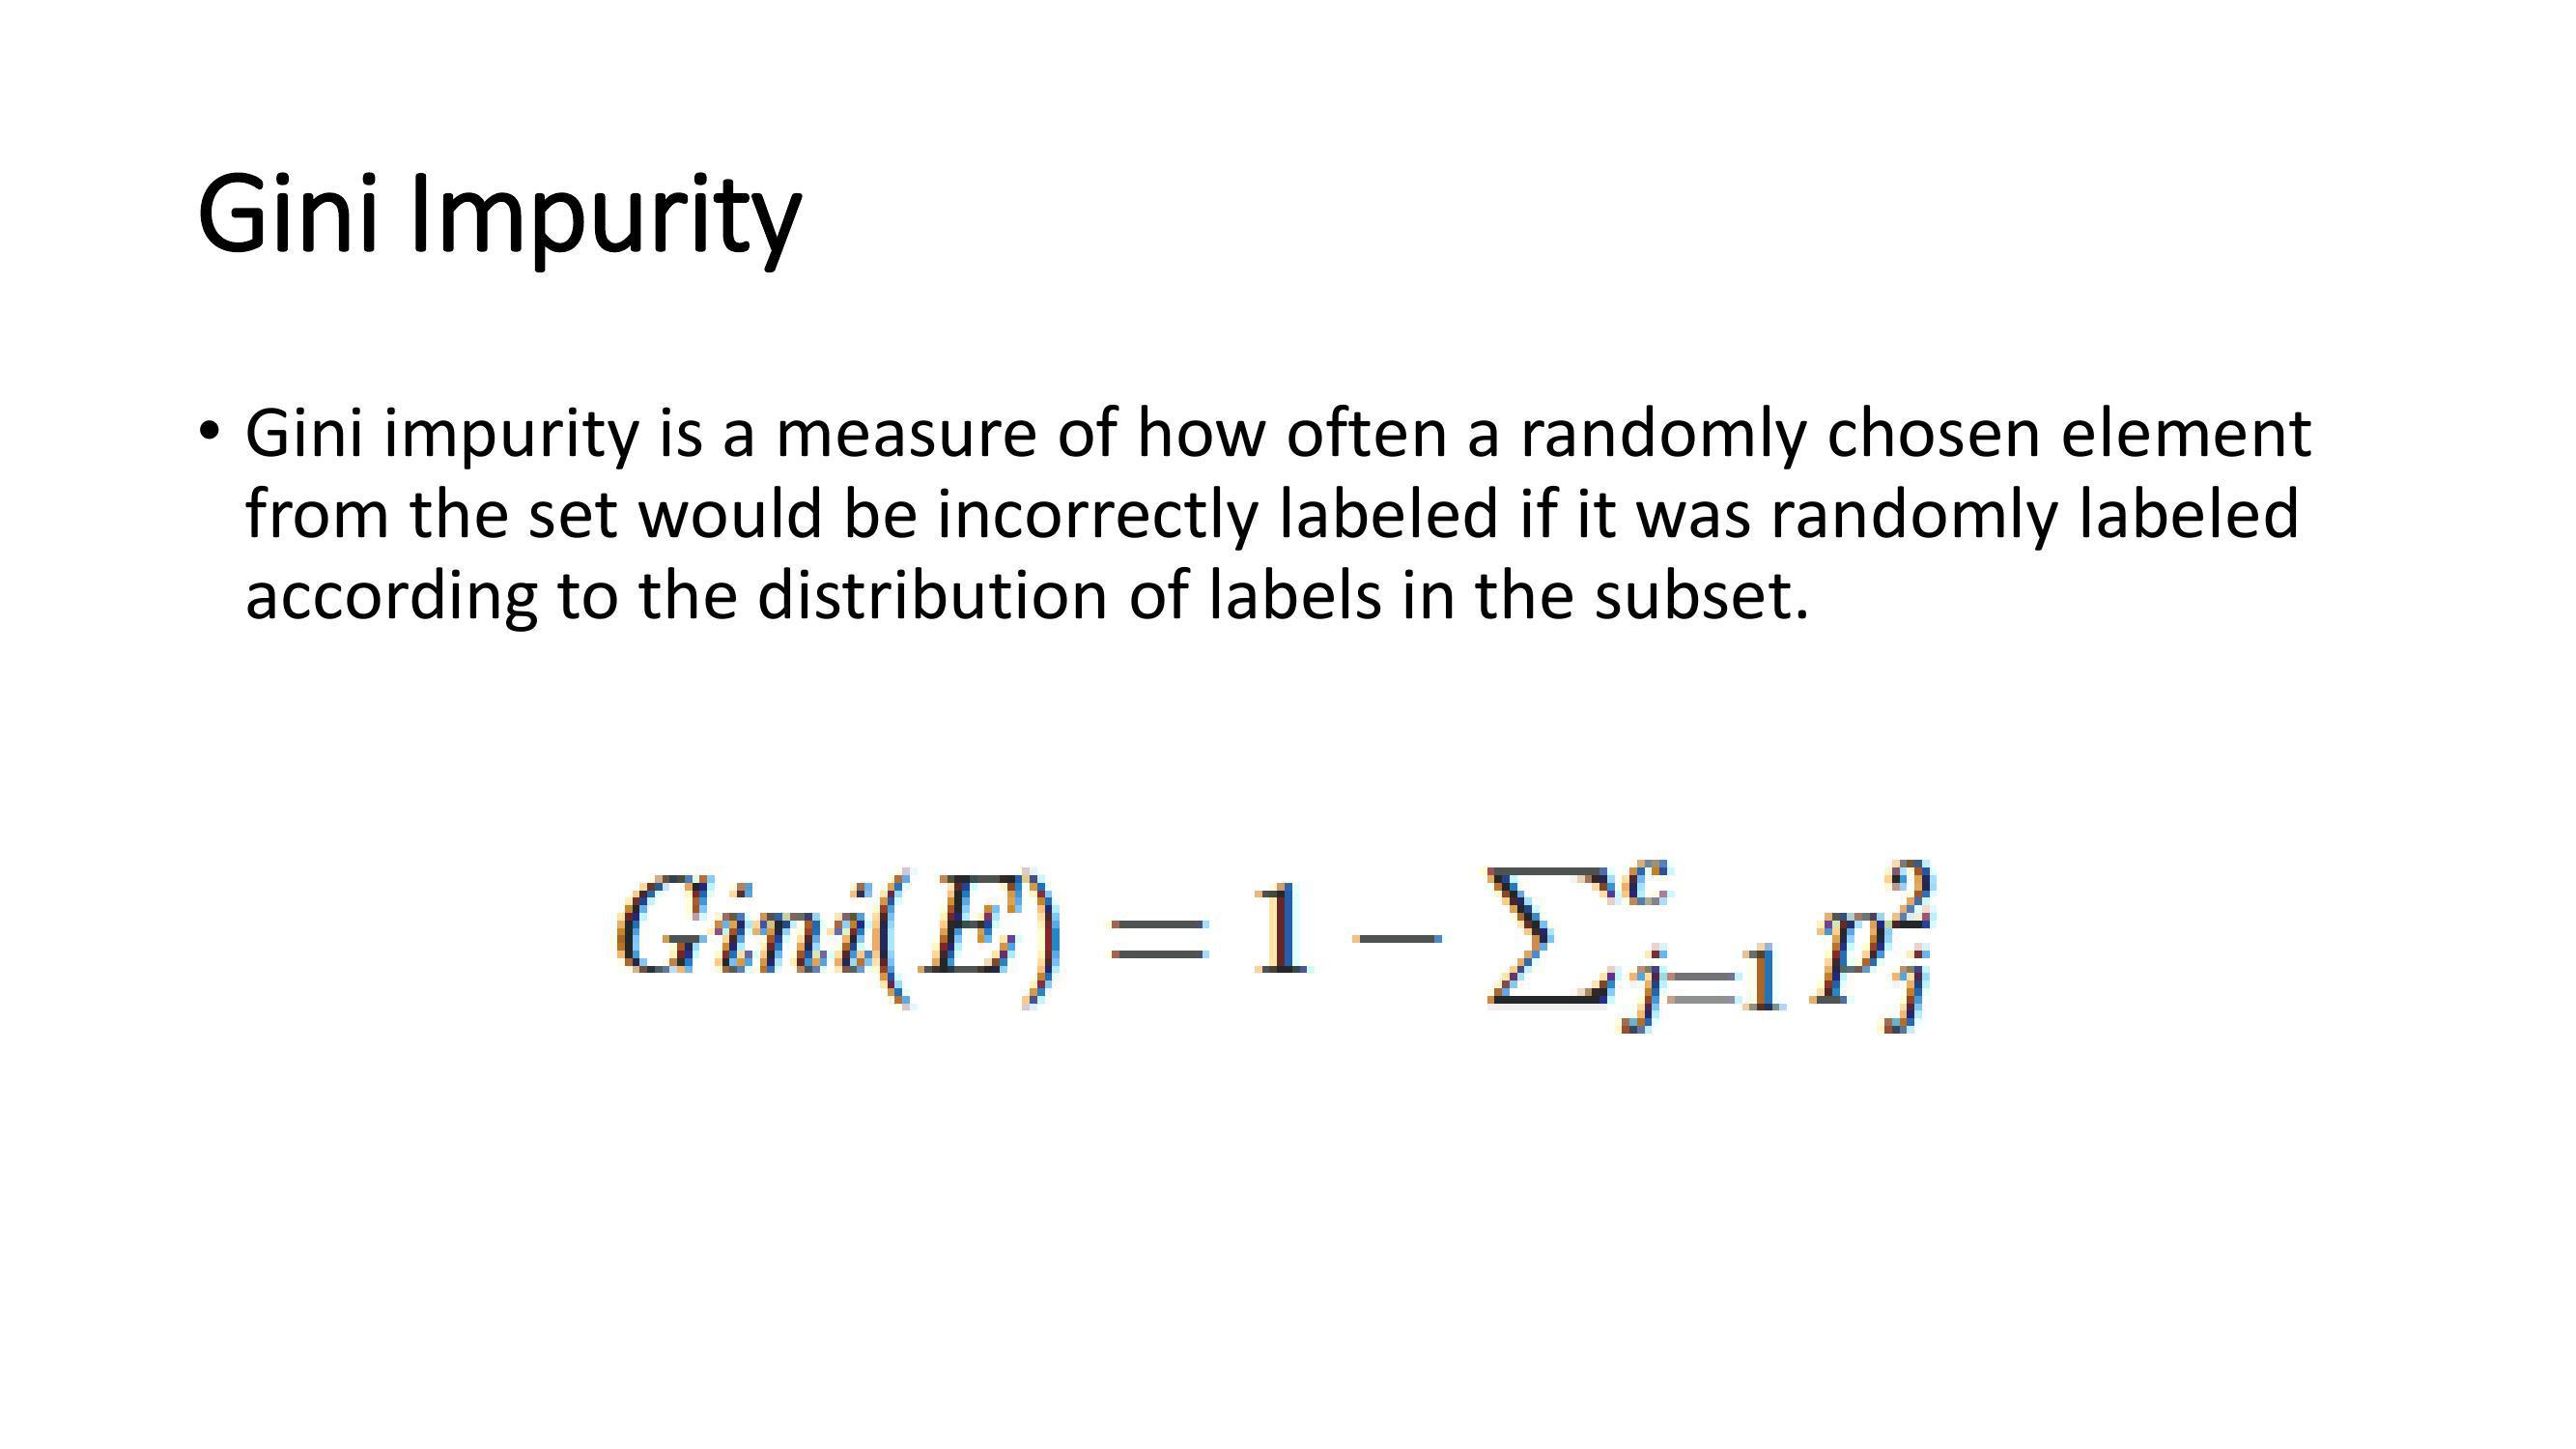 Gini Impurity
• Gini impurity is a measure of how often a randomly chosen element
from the set would be incorrectly labeled if it was randomly labeled
according to the distribution of labels in the subset.
Gini(E) = 1 − ∑_{j=1}^{c} p_j^2